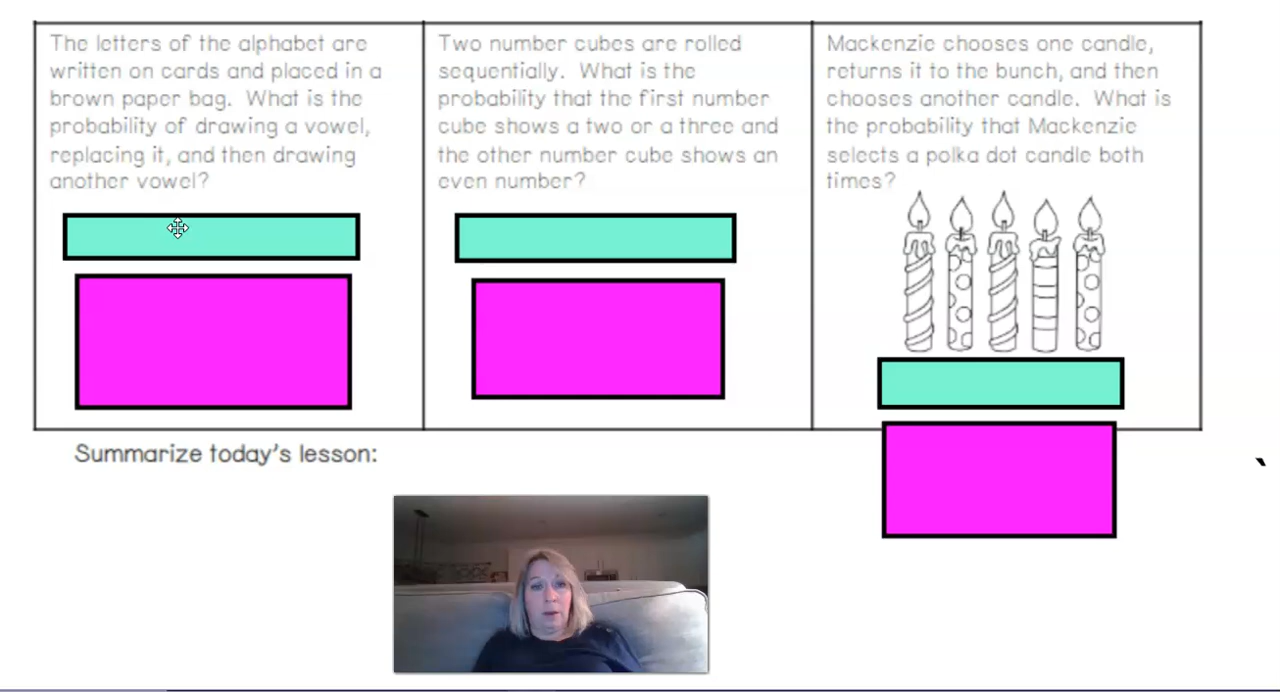 The letters of the alphabet are
written on cards and placed in a
brown paper bag. What is the
probability of drawing a vowel,
replacing it, and then drawing
another vowel?
Two number cubes are rolled
sequentially. What is the
probability that the first number
cube shows a two or a three and
the other number cube shows an
even number?
Mackenzie chooses one candle,
returns it to the bunch, and then
chooses another candle. What is
the probability that Mackenzie
selects a polka dot candle both
times?
Summarize today's lesson: